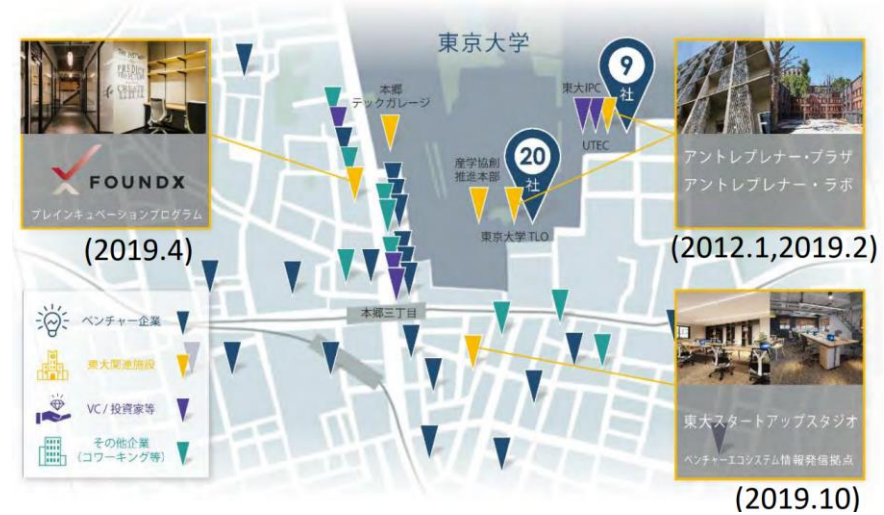 東京大学
9
社
20
社
東大IPC
UTEC
本郷
テックガレージ
産学協創
推進本部
東京大学 TLO
本郷三丁目
FOUNDX
プレインキュベーションプログラム
(2019.4)
アントレプレナー・プラザ
アントレプレナー・ラボ
(2012.1,2019.2)
ベンチャー企業
東大関連施設
VC / 投資家等
その他企業
(コワーキング等)
東大スタートアップスタジオ
ベンチャーエコシステム情報発信拠点
(2019.10)